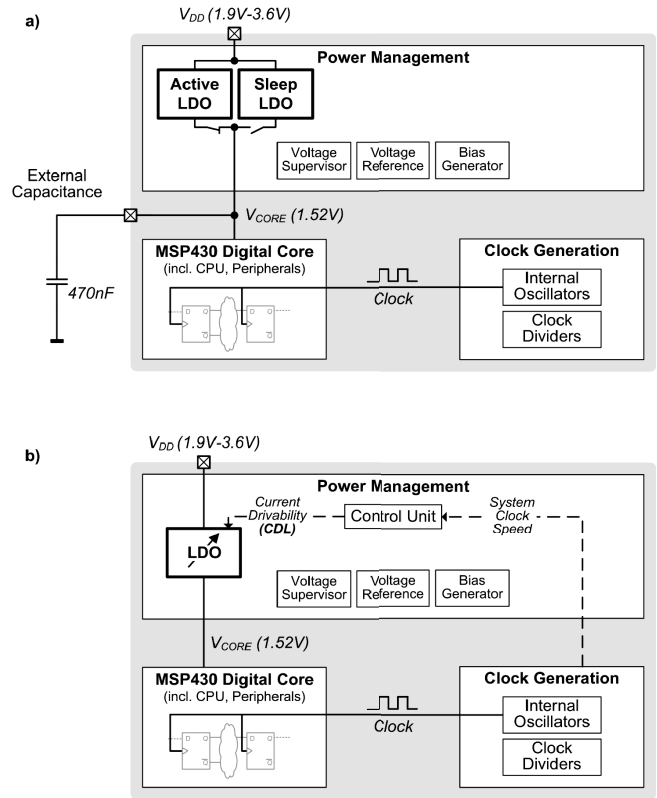 V_DD (1.9V-3.6V)
a)
Power Management
Active LDO
Sleep LDO
Voltage Supervisor
Voltage Reference
Bias Generator
External Capacitance
V_CORE (1.52V)
470nF
MSP430 Digital Core
(incl. CPU, Peripherals)
Clock
Clock Generation
Internal Oscillators
Clock Dividers
V_DD (1.9V-3.6V)
b)
Power Management
Current Drivability (CDL)
Control Unit
System Clock Speed
LDO
Voltage Supervisor
Voltage Reference
Bias Generator
V_CORE (1.52V)
MSP430 Digital Core
(incl. CPU, Peripherals)
Clock
Clock Generation
Internal Oscillators
Clock Dividers